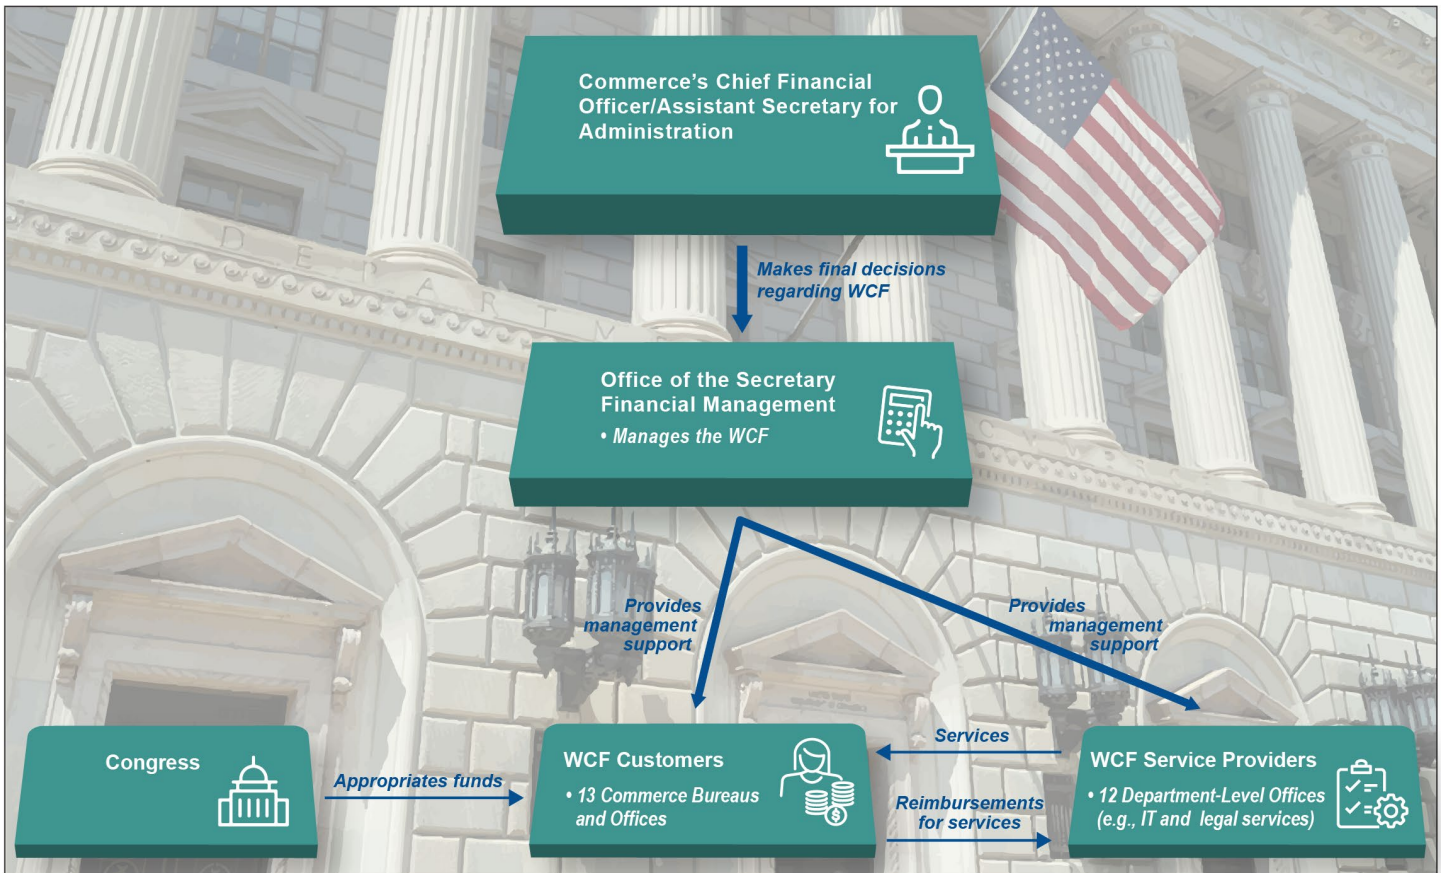 Commerce's Chief Financial
Officer/Assistant Secretary for
Administration
DEPARTM
Makes final decisions
regarding WCF
Office of the Secretary
Financial Management
• Manages the WCF
Provides
management
support
Provides
management
support
Congress
Appropriates funds
WCF Customers
• 13 Commerce Bureaus
and Offices
Services
Reimbursements
for services
WCF Service Providers
• 12 Department-Level Offices
(e.g., IT and legal services)